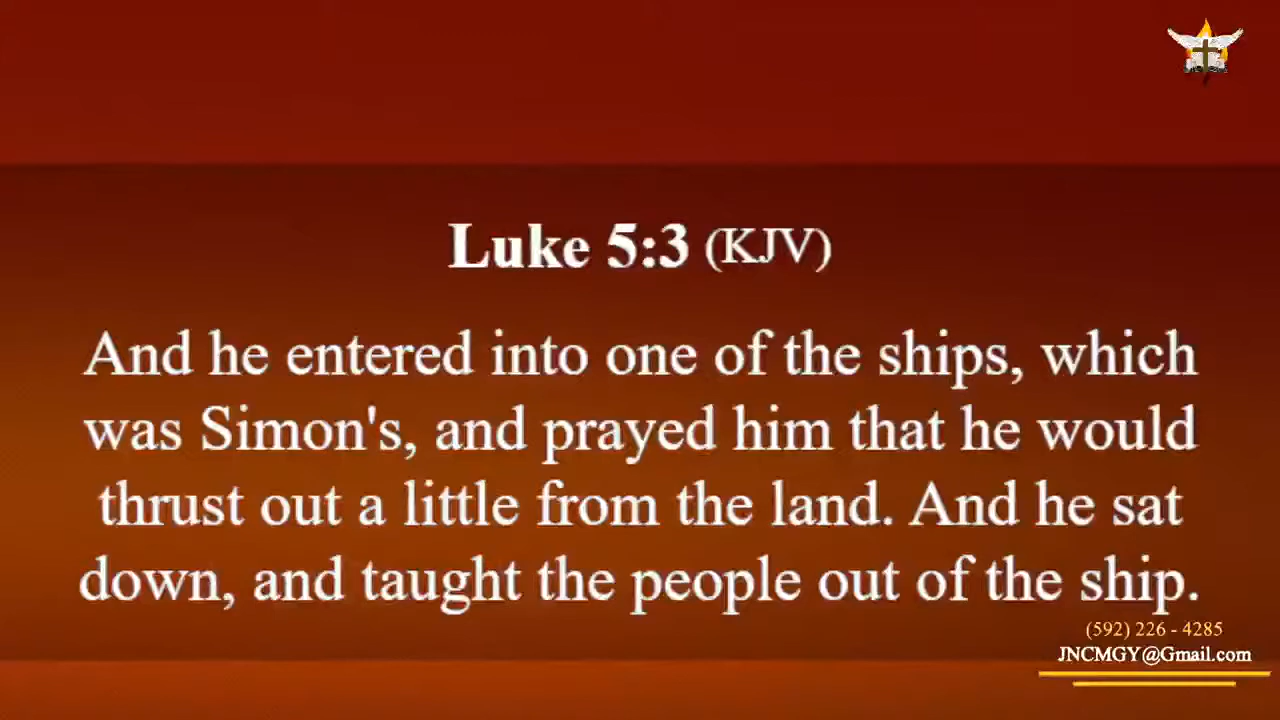 Luke 5:3 (KJV)
And he entered into one of the ships, which
was Simon's, and prayed him that he would
thrust out a little from the land. And he sat
down, and taught the people out of the ship.
(592) 226 - 4285
JNCMGY@Gmail.com